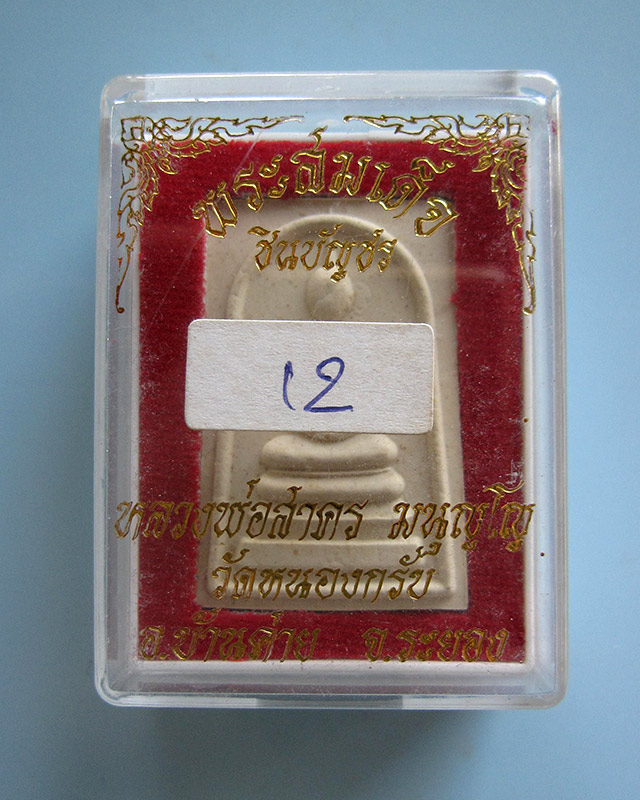 พระสมเด็จ
ชินบัญชร
12
หลวงพ่อสาคร มนุญฺโญ
วัดหนองกรับ
อ.บ้านค่าย จ.ระยอง